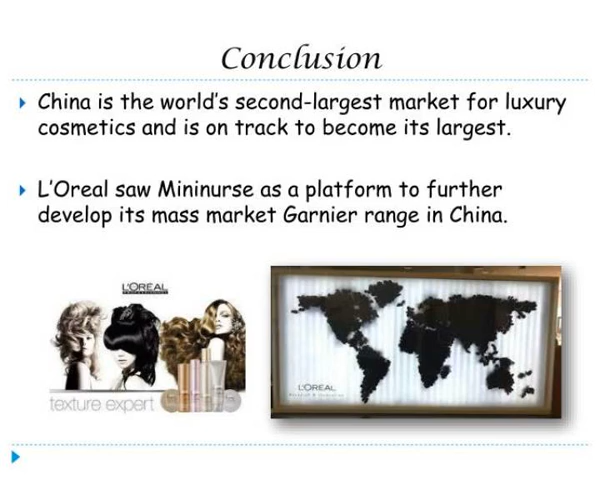 Conclusion
China is the world's second-largest market for luxury
cosmetics and is on track to become its largest.
L'Oreal saw Mininurse as a platform to further
develop its mass market Garnier range in China.
L'ORÉAL
PROFESSIONNEL
texture expert
L'ORÉAL